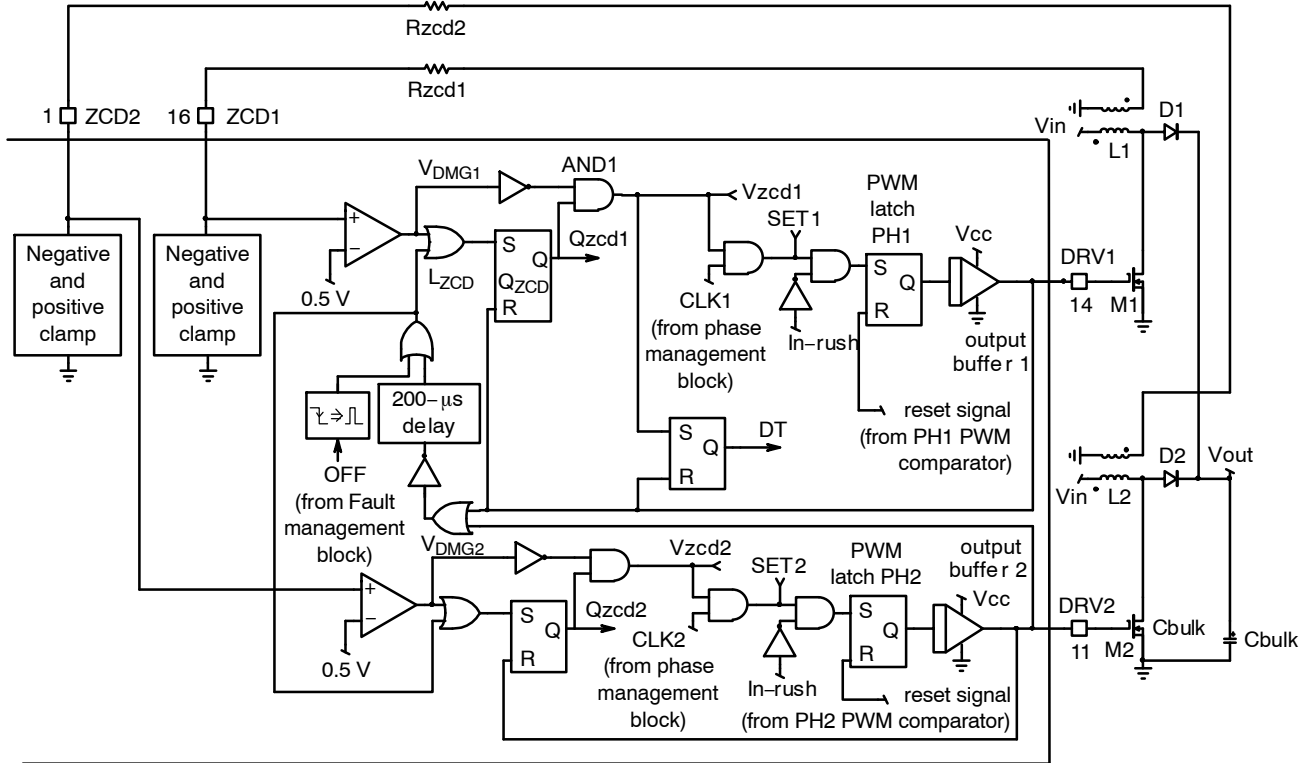 Rzcd2
Rzcd1
1
ZCD2
16
ZCD1
D1
Vin
L1
AND1
VDMG1
Vzcd1
PWM
latch
PH1
SET1
Vcc
DRV1
Negative
and
positive
clamp
Negative
and
positive
clamp
+
−
0.5 V
LZCD
S
Q
QZCD
R
Qzcd1
CLK1
(from phase
management
block)
In−rush
S
Q
R
14
M1
output
buffer 1
200−μs
delay
OFF
(from Fault
management
block)
S
Q
R
DT
reset signal
(from PH1 PWM
comparator)
D2
Vout
Vin
L2
VDMG2
Vzcd2
PWM
latch PH2
SET2
output
buffer 2
Vcc
DRV2
+
−
0.5 V
S
Q
R
Qzcd2
CLK2
(from phase
management
block)
In−rush
S
Q
R
11
M2
Cbulk
Cbulk
reset signal
(from PH2 PWM comparator)